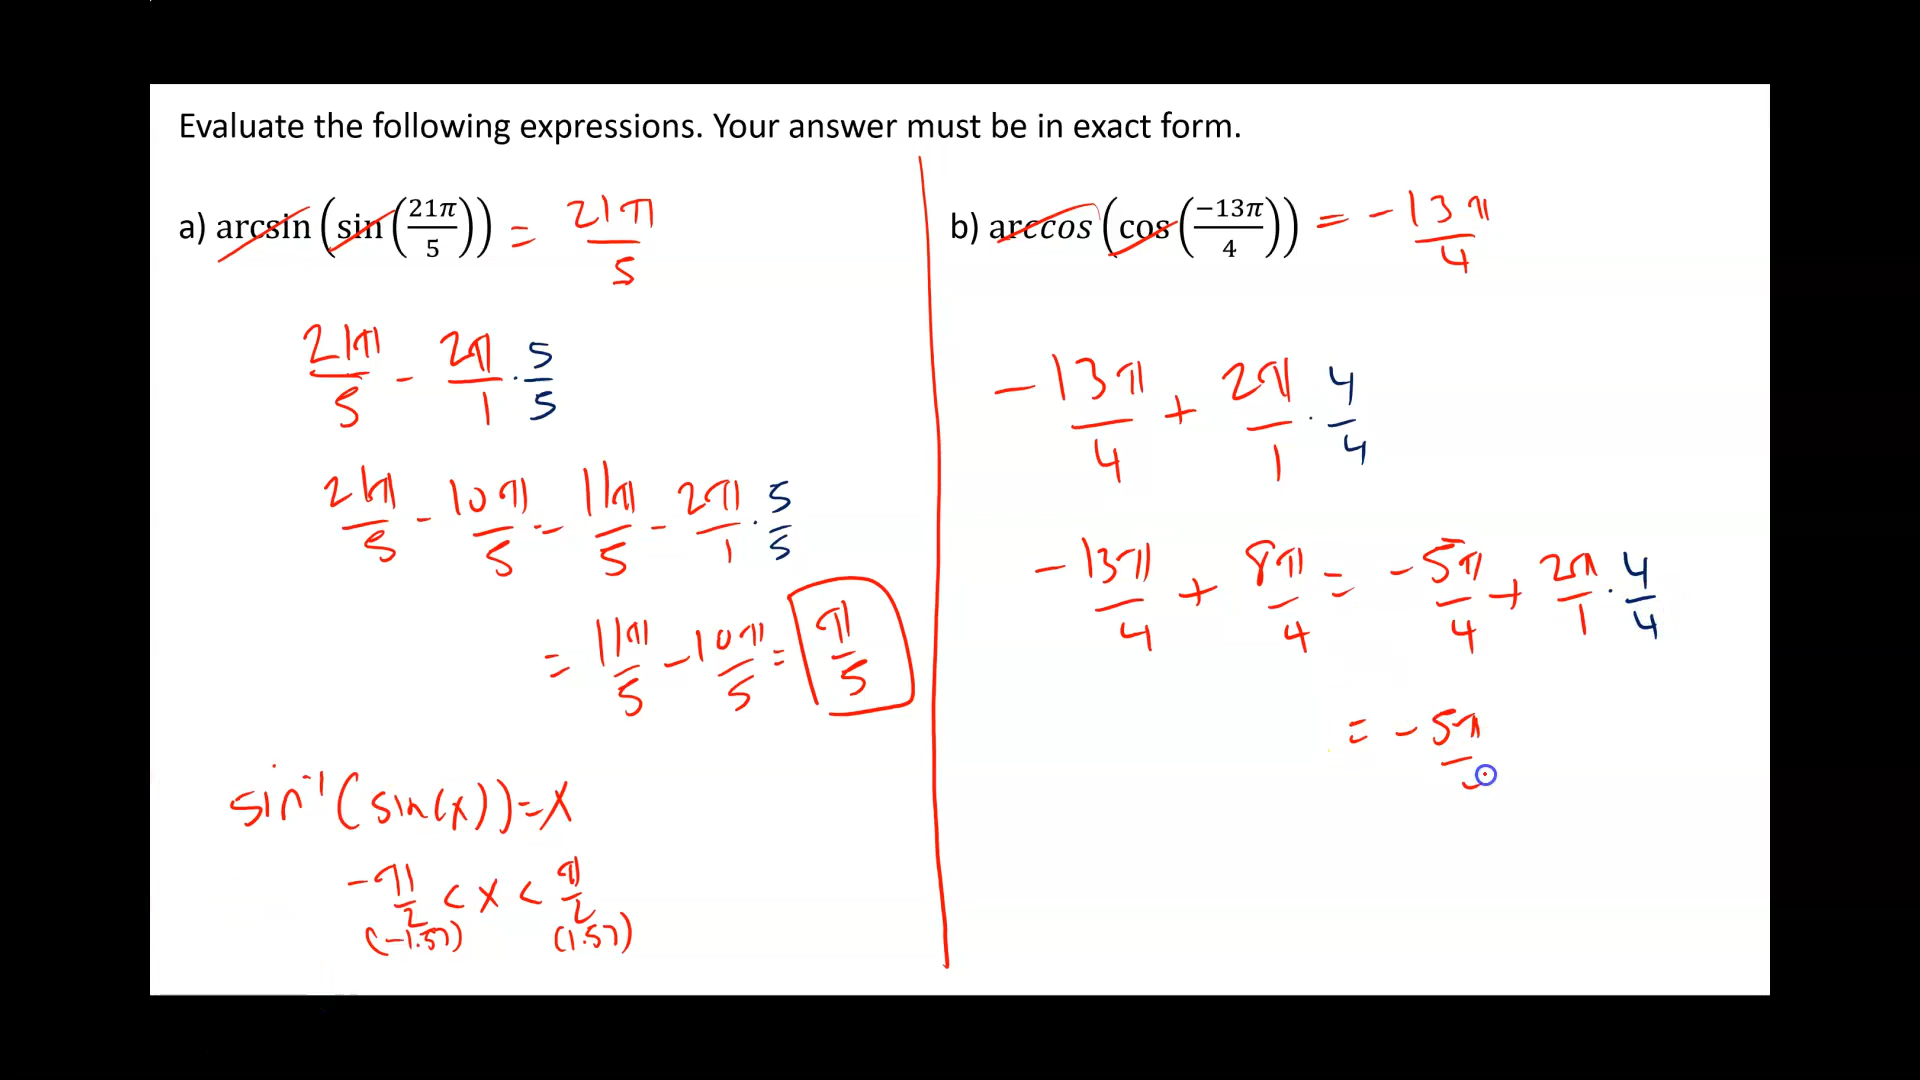 Evaluate the following expressions. Your answer must be in exact form.
a) arcsin (sin (21π/5)) = 21π/5
21π/5 - 2π/1 · 5/5
21π/5 - 10π/5 = 11π/5 - 2π/1 · 5/5
= 11π/5 - 10π/5 = π/5
sin⁻¹(sin(x)) = x
-π/2 < x < π/2
(-1.57) (1.57)
b) arccos (cos (−13π/4)) = -13π/4
-13π/4 + 2π/1 · 4/4
-13π/4 + 8π/4 = -5π/4 + 2π/1 · 4/4
= -5π